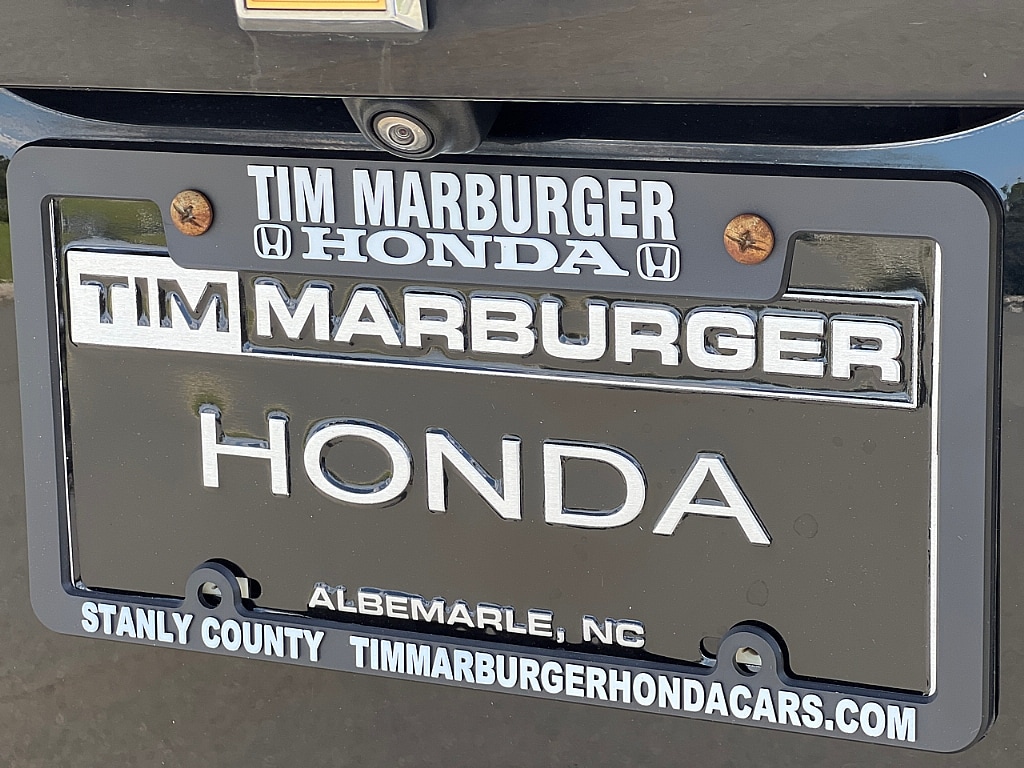 TIM MARBURGER
HONDA
TIM MARBURGER
HONDA
ALBEMARLE, NC
STANLY COUNTY TIMMARBURGERHONDACARS.COM